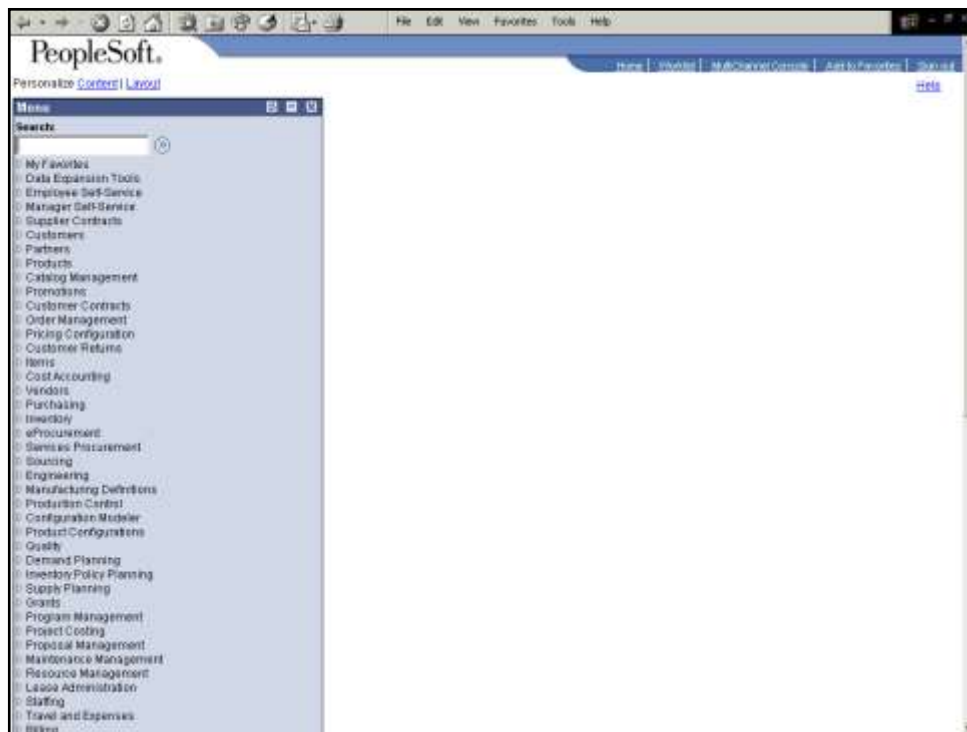 File Edit View Favorites Tools Help
PeopleSoft.
Home | Worklist | MultiChannel Console | Add to Favorites | Sign out
Personalize Content | Layout
Help
Menu
Search:
My Favorites
Data Expansion Tools
Employee Self-Service
Manager Self-Service
Supplier Contracts
Customers
Partners
Products
Catalog Management
Promotions
Customer Contracts
Order Management
Pricing Configuration
Customer Returns
Items
Cost Accounting
Vendors
Purchasing
Inventory
eProcurement
Services Procurement
Sourcing
Engineering
Manufacturing Definitions
Production Control
Configuration Modeler
Product Configurations
Quality
Demand Planning
Inventory Policy Planning
Supply Planning
Grants
Program Management
Project Costing
Proposal Management
Maintenance Management
Resource Management
Lease Administration
Staffing
Travel and Expenses
Billing